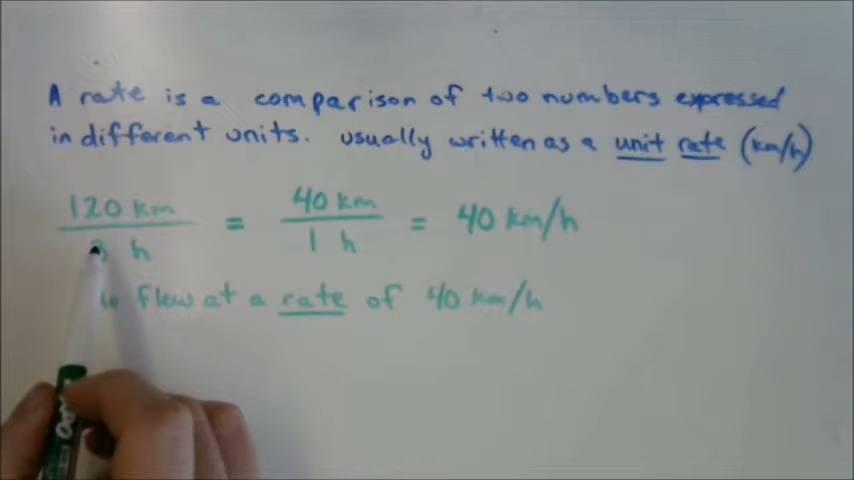 A rate is a comparison of two numbers expressed
in different units. usually written as a unit rate (km/h)
120 km = 40 km = 40 km/h
3 h 1 h
flew at a rate of 40 km/h